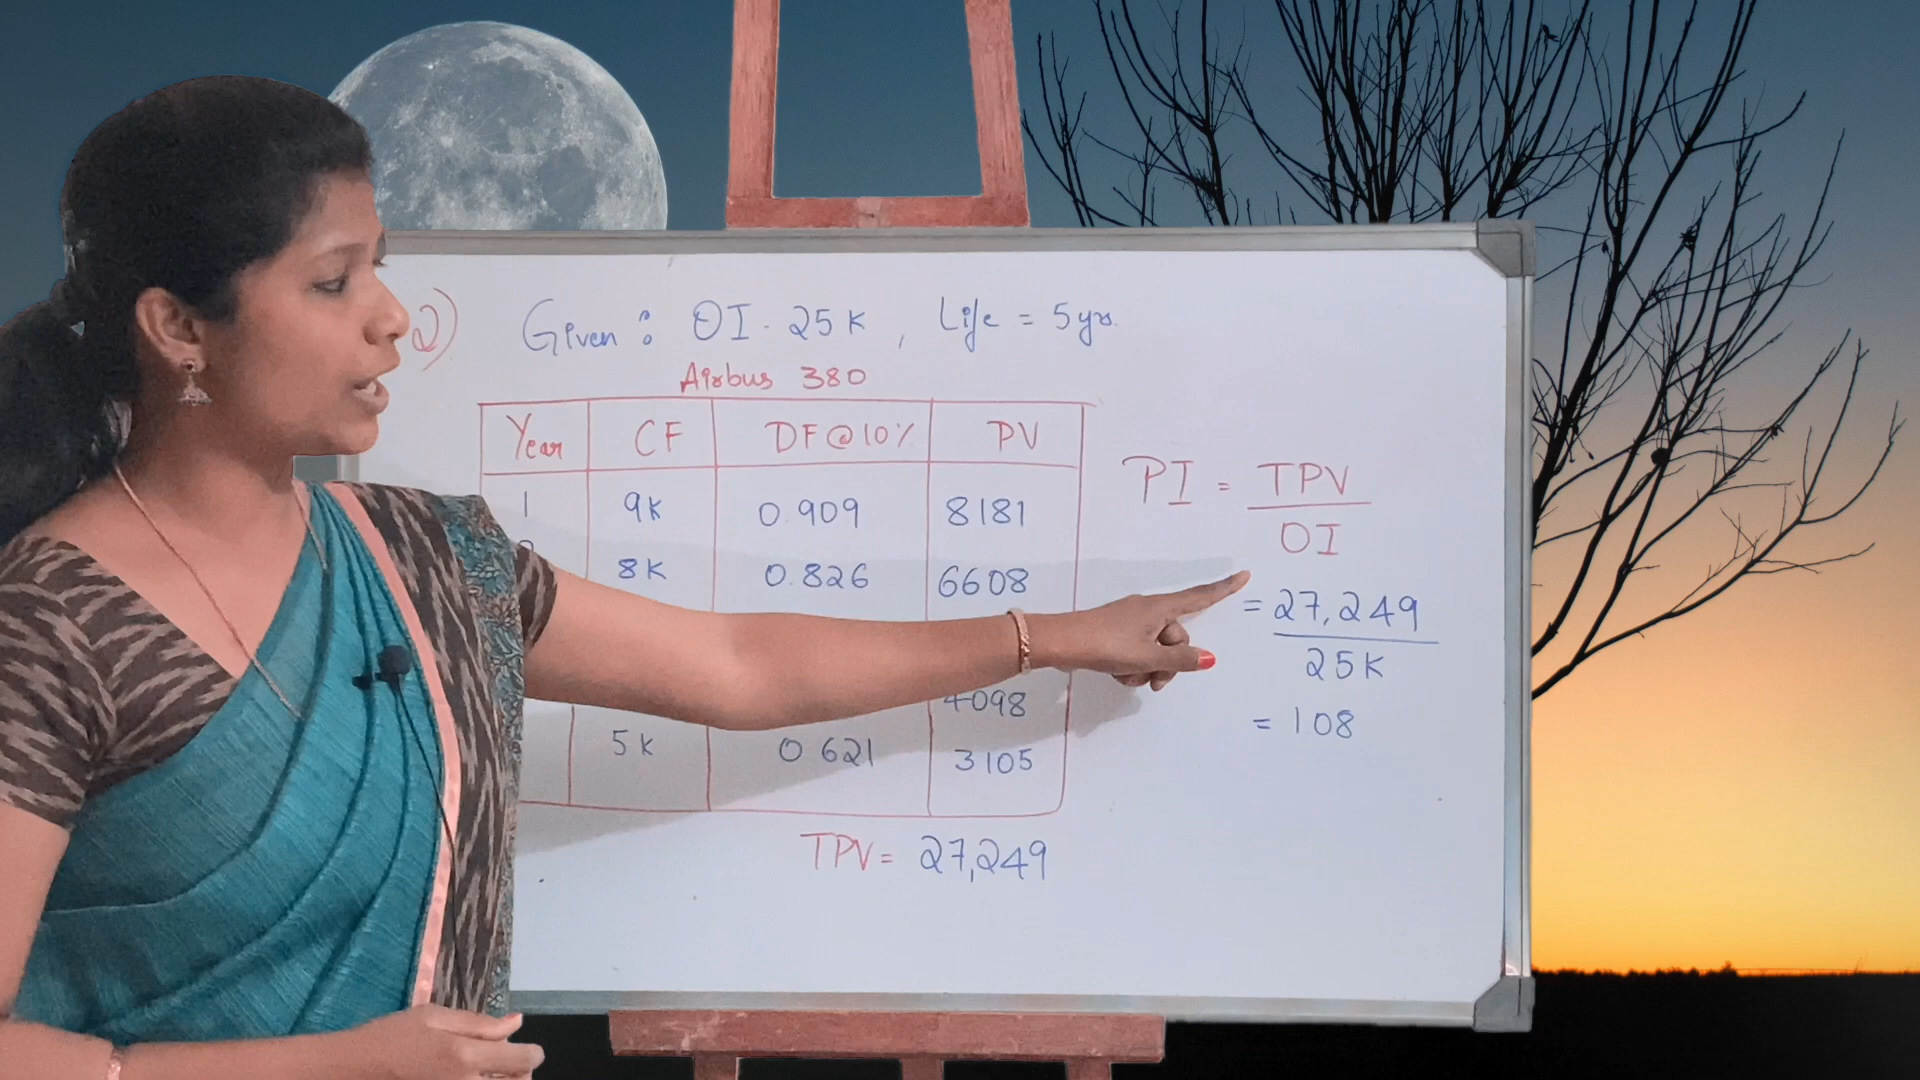 2) Given : OI - 25K , Life = 5yrs.
Airbus 380
Year CF DF@10% PV
1 9K 0.909 8181
8K 0.826 6608
4098
5K 0 621 3105
TPV = 27,249
PI = TPV
OI
= 27,249
25K
= 108